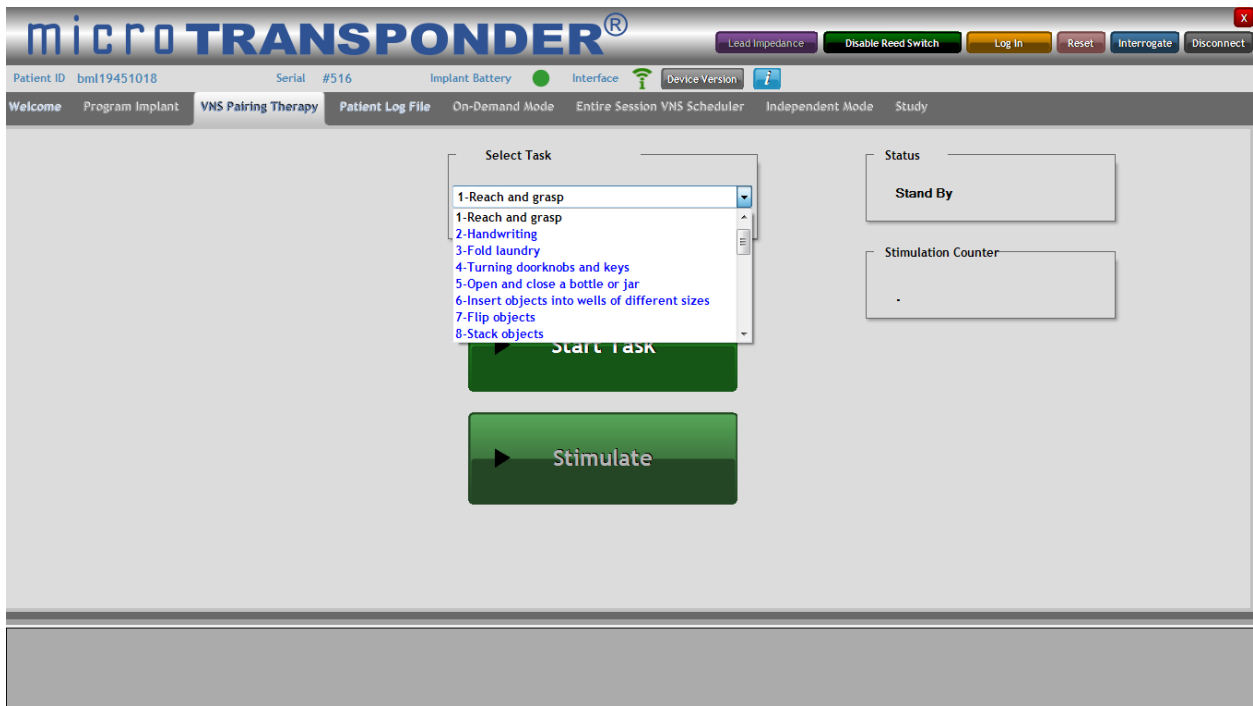 microTRANSPONDER®
X
Lead Impedance Disable Reed Switch Log In Reset Interrogate Disconnect
Patient ID bml19451018 Serial #516 Implant Battery Interface Device Version i
Welcome Program Implant VNS Pairing Therapy Patient Log File On-Demand Mode Entire Session VNS Scheduler Independent Mode Study
Select Task
1-Reach and grasp
1-Reach and grasp
2-Handwriting
3-Fold laundry
4-Turning doorknobs and keys
5-Open and close a bottle or jar
6-Insert objects into wells of different sizes
7-Flip objects
8-Stack objects
Start Task
Stimulate
Status
Stand By
Stimulation Counter
.